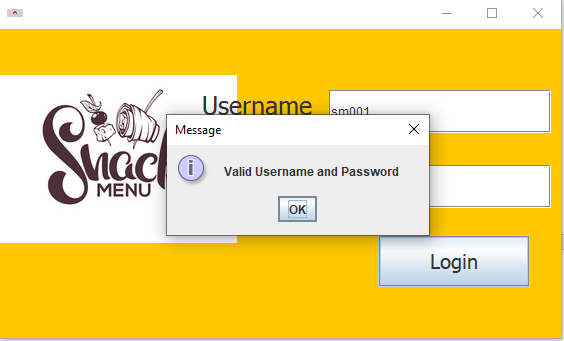 Username
sm001
Snack
MENU
Message
Valid Username and Password
OK
Login